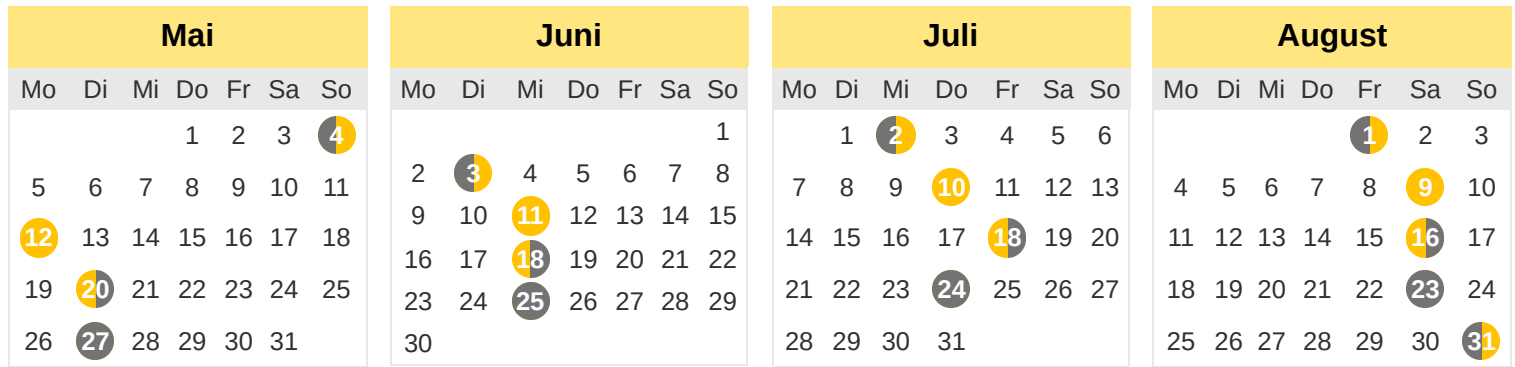 Mai
Mo Di Mi Do Fr Sa So
1 2 3 4
5 6 7 8 9 10 11
12 13 14 15 16 17 18
19 20 21 22 23 24 25
26 27 28 29 30 31
Juni
Mo Di Mi Do Fr Sa So
1
2 3 4 5 6 7 8
9 10 11 12 13 14 15
16 17 18 19 20 21 22
23 24 25 26 27 28 29
30
Juli
Mo Di Mi Do Fr Sa So
1 2 3 4 5 6
7 8 9 10 11 12 13
14 15 16 17 18 19 20
21 22 23 24 25 26 27
28 29 30 31
August
Mo Di Mi Do Fr Sa So
1 2 3
4 5 6 7 8 9 10
11 12 13 14 15 16 17
18 19 20 21 22 23 24
25 26 27 28 29 30 31